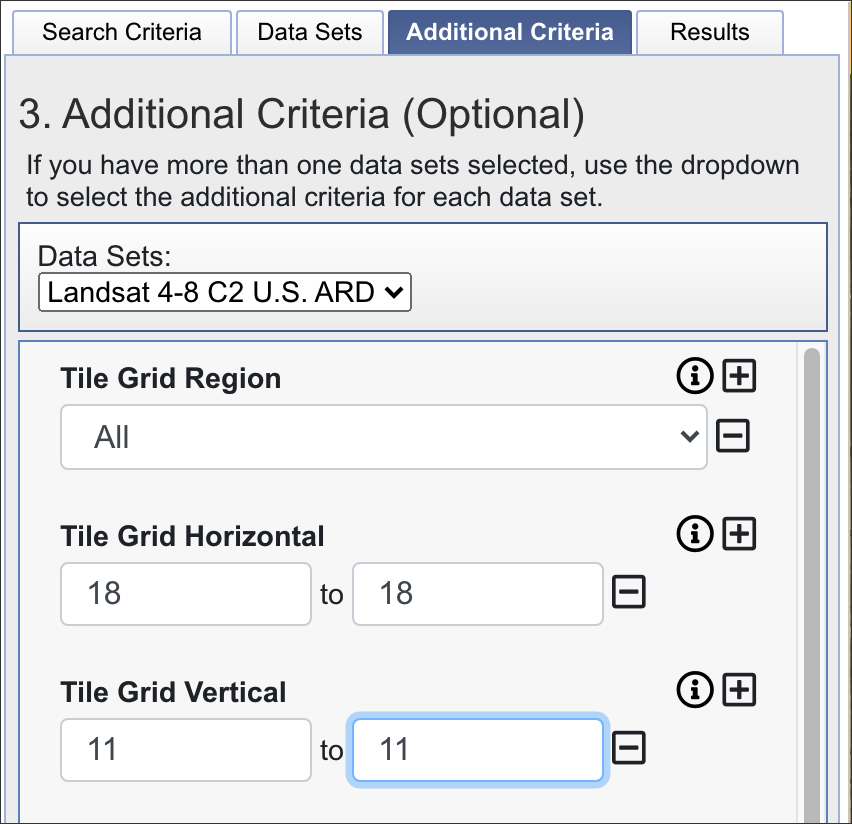 Search Criteria Data Sets Additional Criteria Results
3. Additional Criteria (Optional)
If you have more than one data sets selected, use the dropdown
to select the additional criteria for each data set.
Data Sets:
Landsat 4-8 C2 U.S. ARD
Tile Grid Region
All
Tile Grid Horizontal
18 to 18
Tile Grid Vertical
11 to 11